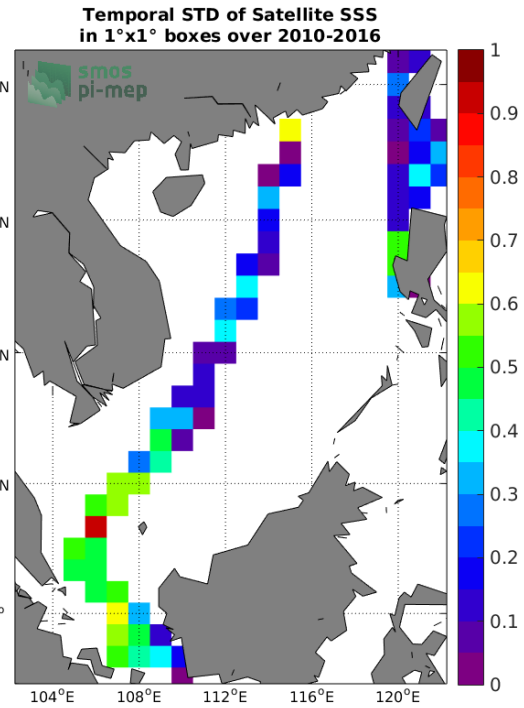 Temporal STD of Satellite SSS
in 1°x1° boxes over 2010-2016
smos
pi-mep
N
N
N
N
°
1
0.9
0.8
0.7
0.6
0.5
0.4
0.3
0.2
0.1
0
104°E 108°E 112°E 116°E 120°E